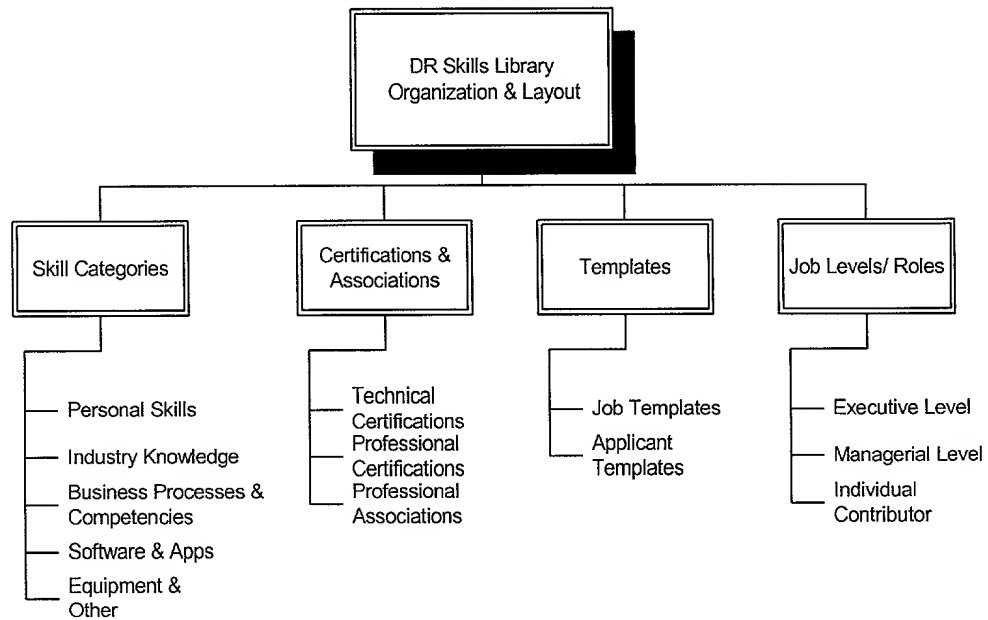 DR Skills Library
Organization & Layout
Skill Categories
Certifications &
Associations
Templates
Job Levels/ Roles
Personal Skills
Industry Knowledge
Business Processes &
Competencies
Software & Apps
Equipment &
Other
Technical
Certifications
Professional
Certifications
Professional
Associations
Job Templates
Applicant
Templates
Executive Level
Managerial Level
Individual
Contributor